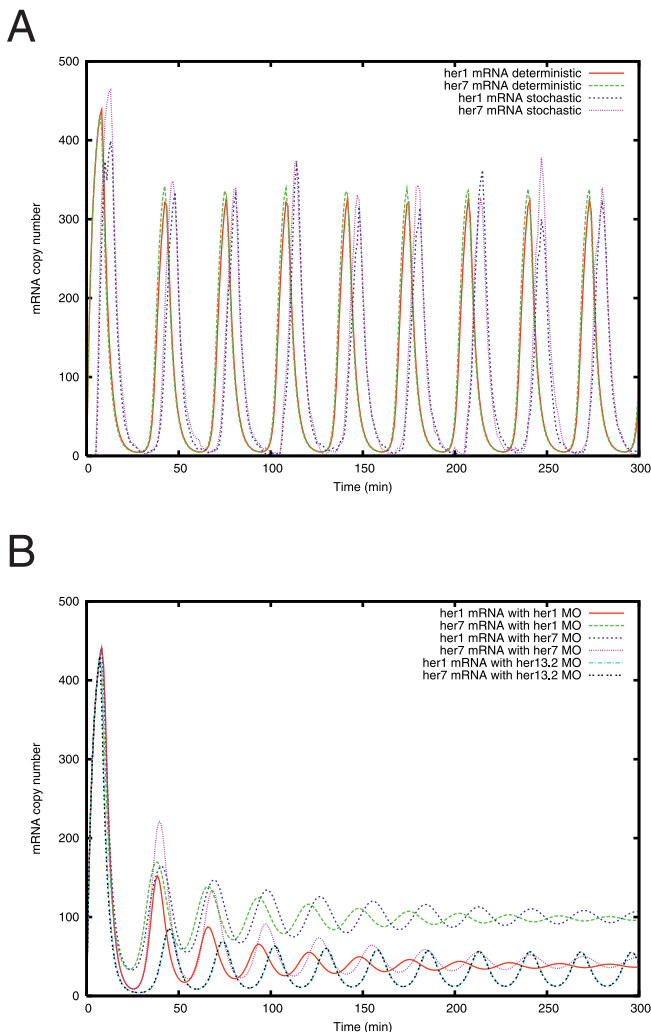 A
500
400
300
200
100
0
mRNA copy number
her1 mRNA deterministic
her7 mRNA deterministic
her1 mRNA stochastic
her7 mRNA stochastic
0 50 100 150 200 250 300
Time (min)
B
500
400
300
200
100
0
mRNA copy number
her1 mRNA with her1 MO
her7 mRNA with her1 MO
her1 mRNA with her7 MO
her7 mRNA with her7 MO
her1 mRNA with her13.2 MO
her7 mRNA with her13.2 MO
0 50 100 150 200 250 300
Time (min)